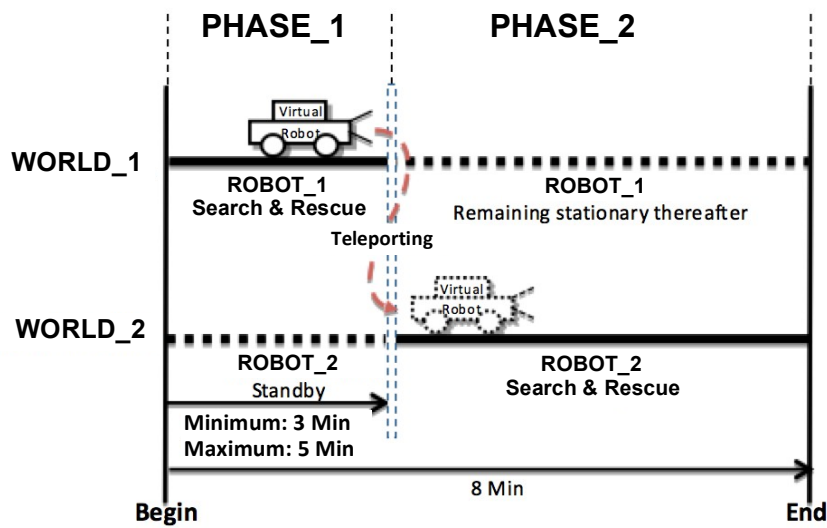 PHASE_1 PHASE_2
Virtual
Robot
WORLD_1
ROBOT_1 ROBOT_1
Search & Rescue Remaining stationary thereafter
Teleporting
Virtual
Robot
WORLD_2
ROBOT_2 ROBOT_2
Standby Search & Rescue
Minimum: 3 Min
Maximum: 5 Min
8 Min
Begin End